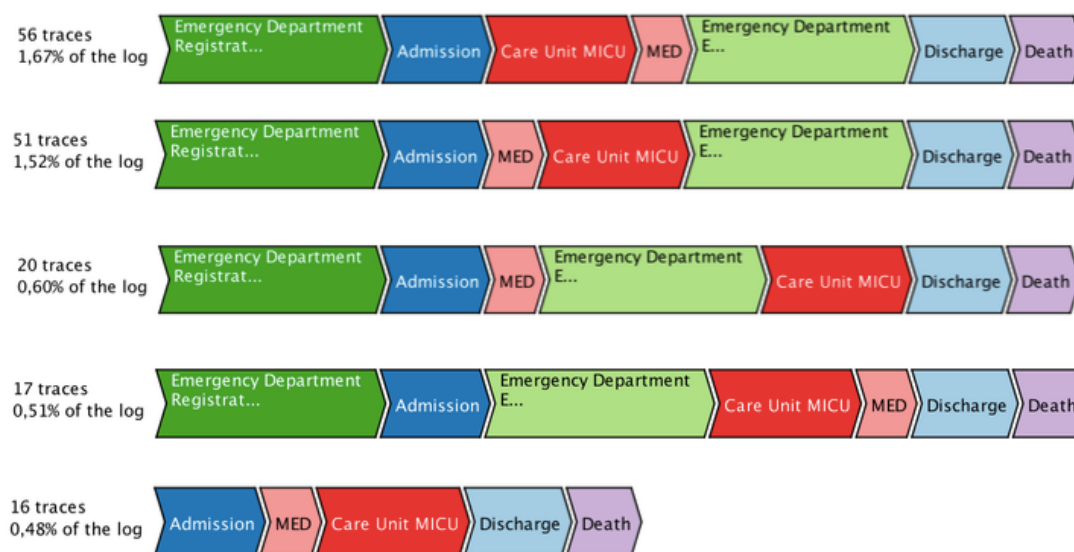 56 traces
1,67% of the log
Emergency Department
Registrat...
Admission
Care Unit MICU
MED
Emergency Department
E...
Discharge
Death
51 traces
1,52% of the log
Emergency Department
Registrat...
Admission
MED
Care Unit MICU
Emergency Department
E...
Discharge
Death
20 traces
0,60% of the log
Emergency Department
Registrat...
Admission
MED
Emergency Department
E...
Care Unit MICU
Discharge
Death
17 traces
0,51% of the log
Emergency Department
Registrat...
Admission
Emergency Department
E...
Care Unit MICU
MED
Discharge
Death
16 traces
0,48% of the log
Admission
MED
Care Unit MICU
Discharge
Death